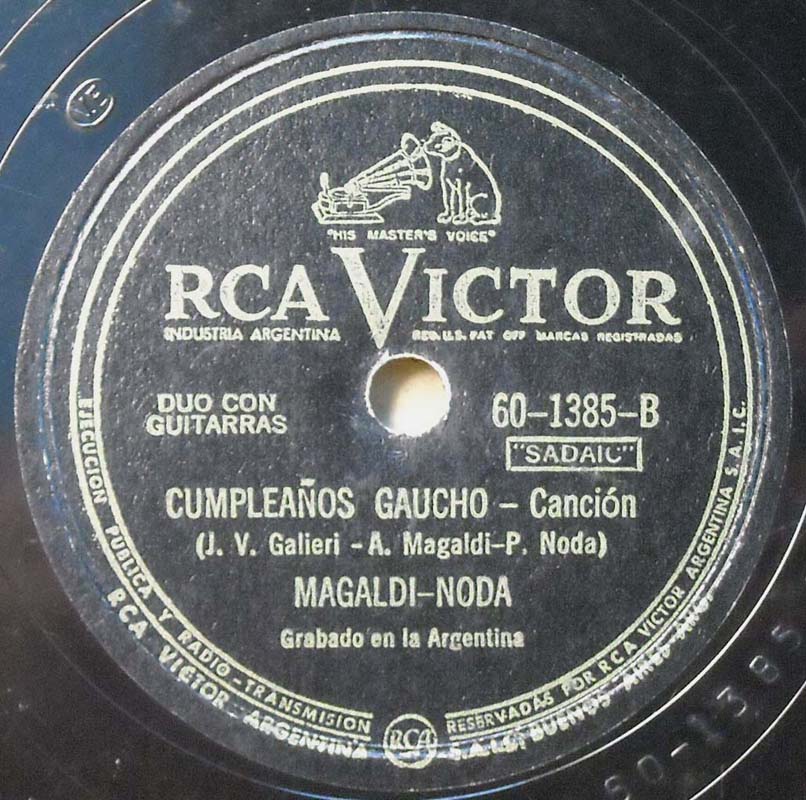 VE
"HIS MASTER'S VOICE"
RCA VICTOR
INDUSTRIA ARGENTINA
REG. U.S. PAT OFF MARCAS REGISTRADAS
DUO CON
GUITARRAS
60-1385-B
"SADAIC"
CUMPLEAÑOS GAUCHO – Canción
(J. V. Galieri - A. Magaldi-P. Noda)
MAGALDI-NODA
Grabado en la Argentina
EJECUCION PUBLICA Y RADIO-TRANSMISION RESERVADAS POR RCA VICTOR ARGENTINA S.A.I.C.
RCA VICTOR - ARGENTINA
RCA
BUENOS AIRES
60-1385